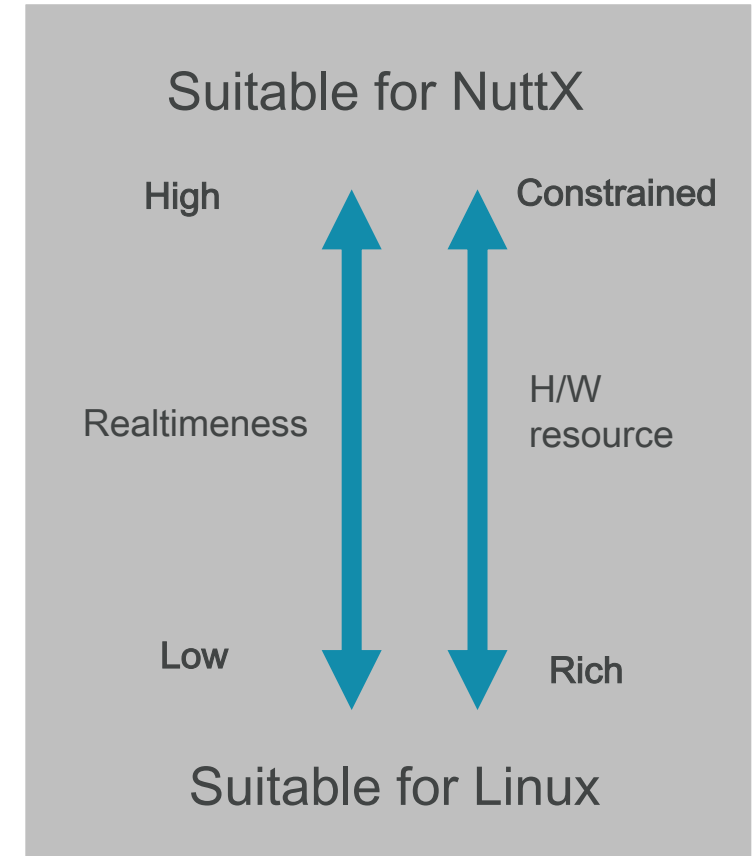 Suitable for NuttX
High
Constrained
Realtimeness
H/W
resource
Low
Rich
Suitable for Linux